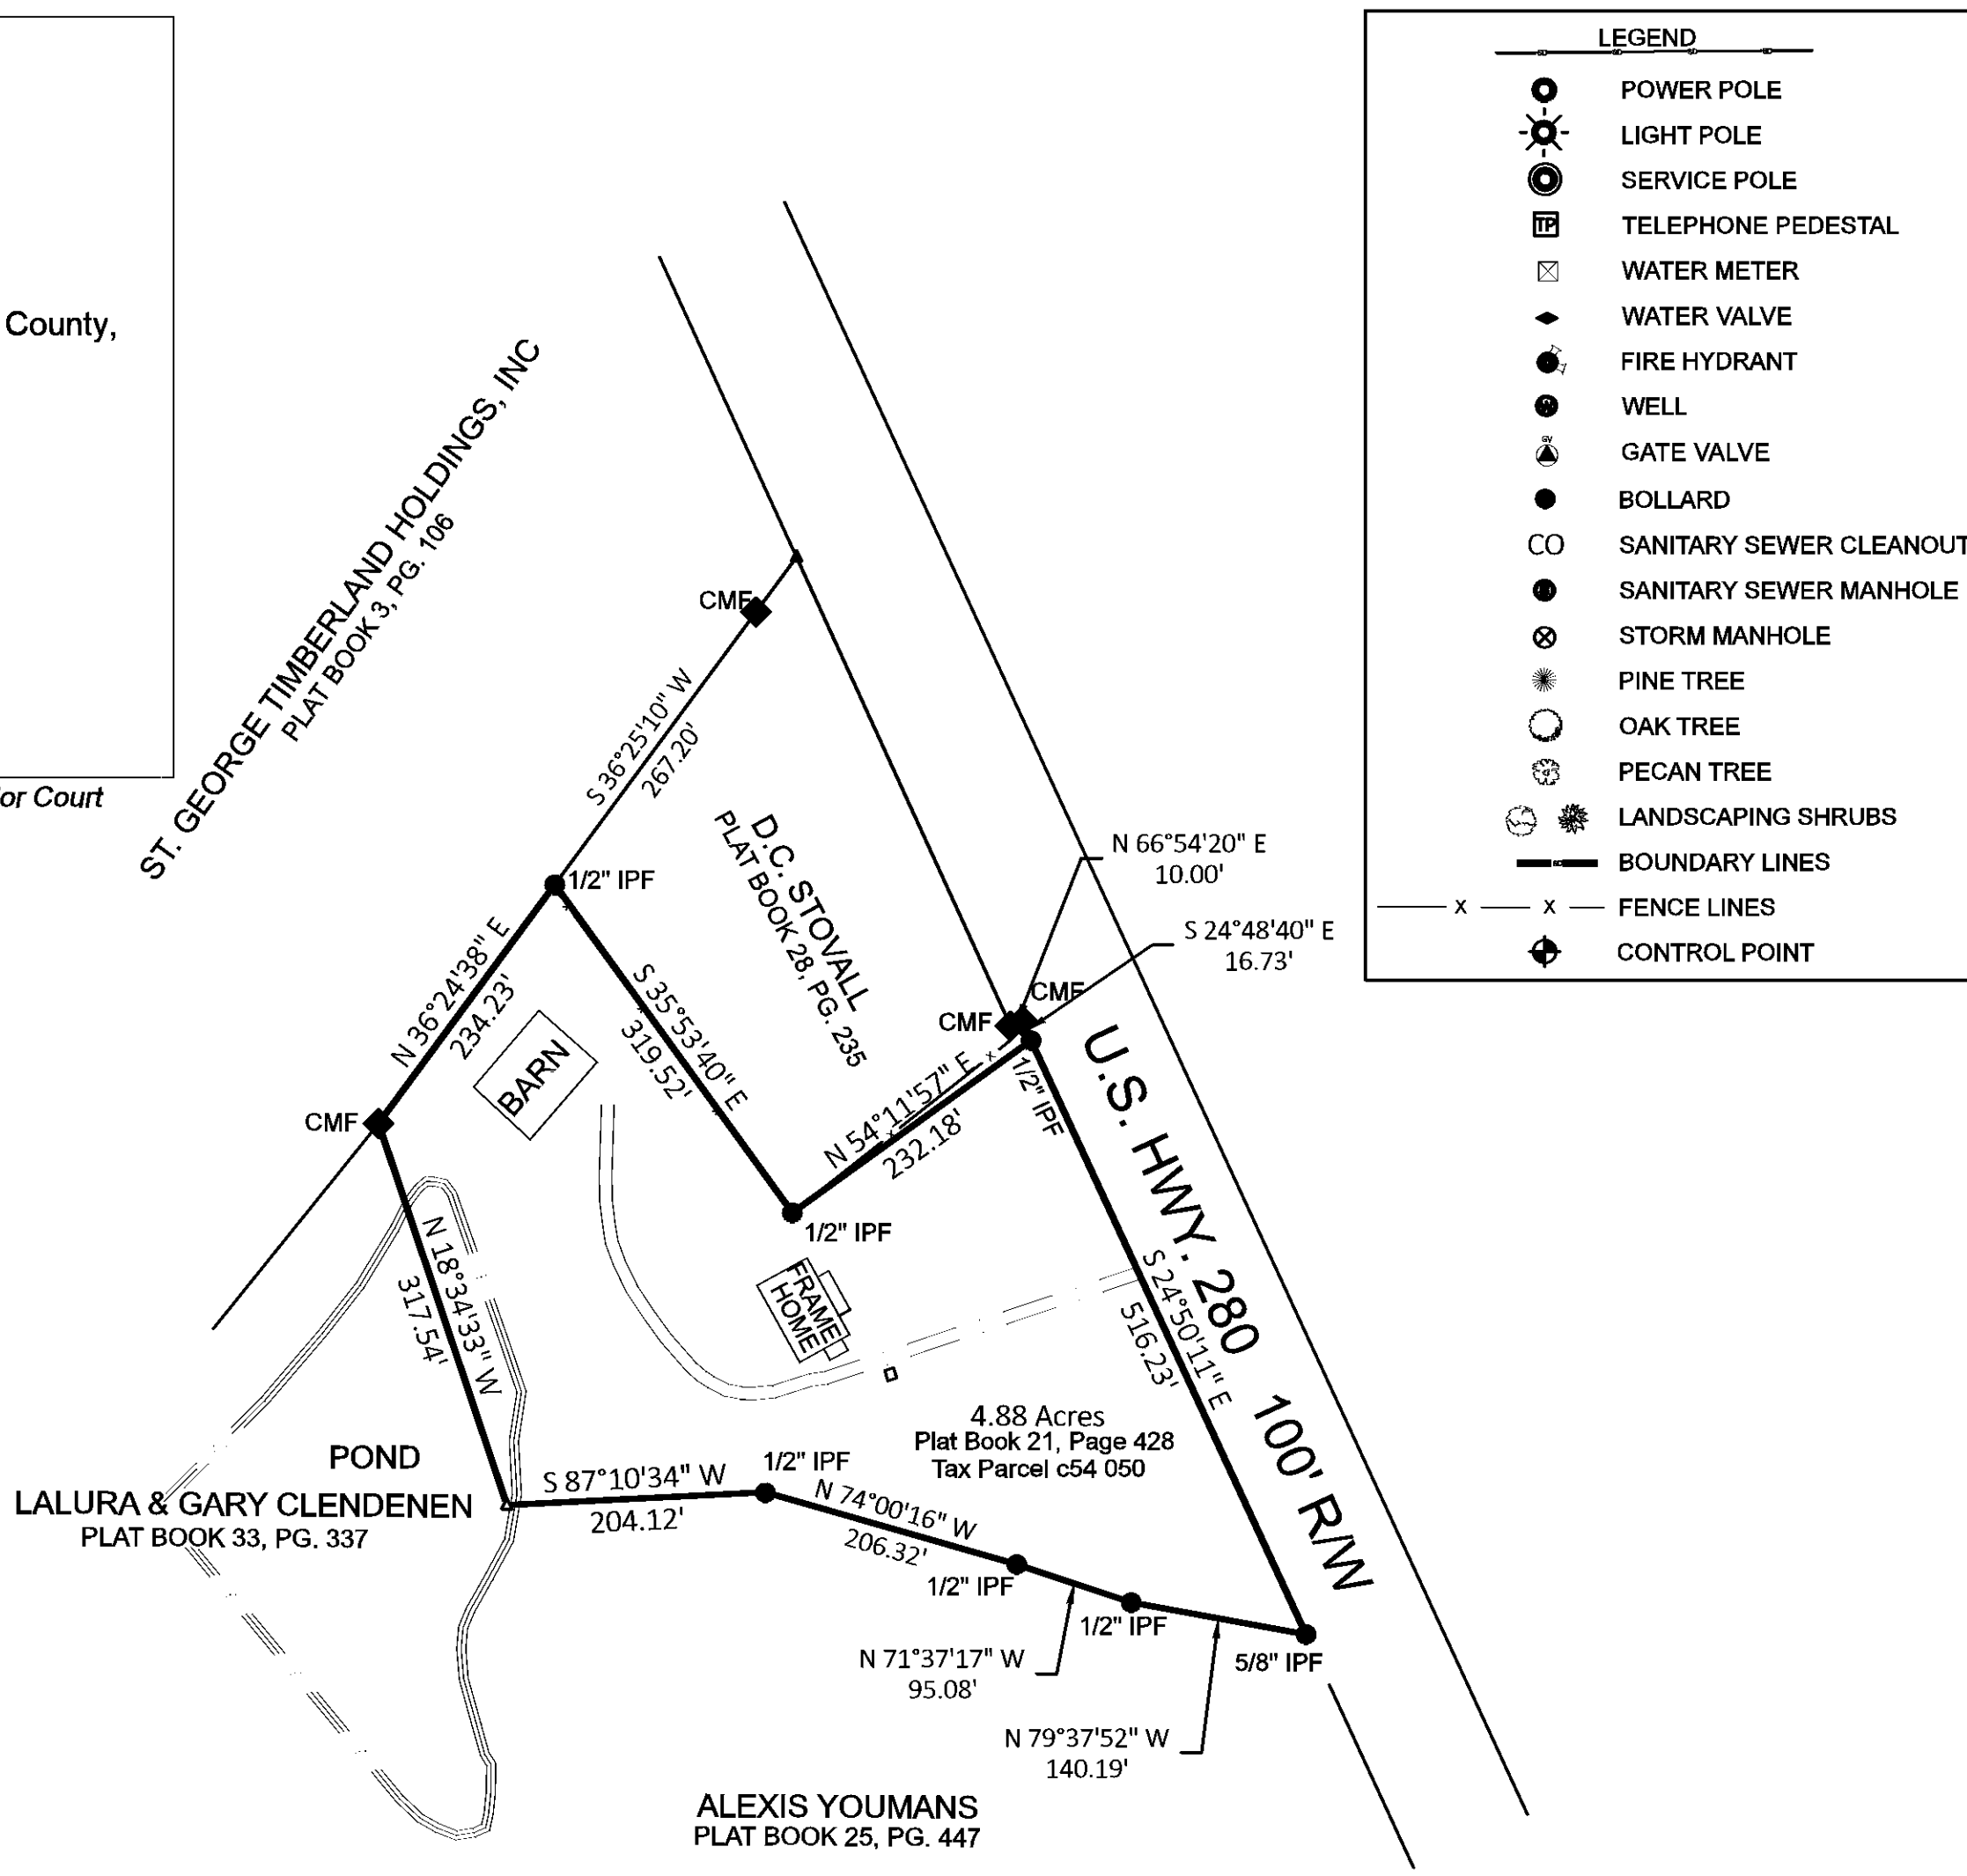 County,
or Court
LEGEND
POWER POLE
LIGHT POLE
SERVICE POLE
TP TELEPHONE PEDESTAL
WATER METER
WATER VALVE
FIRE HYDRANT
WELL
GV GATE VALVE
BOLLARD
CO SANITARY SEWER CLEANOUT
SANITARY SEWER MANHOLE
STORM MANHOLE
PINE TREE
OAK TREE
PECAN TREE
LANDSCAPING SHRUBS
BOUNDARY LINES
X X FENCE LINES
CONTROL POINT
ST. GEORGE TIMBERLAND HOLDINGS, INC
PLAT BOOK 3, PG. 106
CMF
S 36°25'10" W
267.20'
D.C. STOVALL
PLAT BOOK 28, PG. 235
N 66°54'20" E
10.00'
S 24°48'40" E
16.73'
1/2" IPF
N 36°24'38" E
234.23'
S 35°53'40" E
319.52'
CMF
CMF
BARN
N 54°11'57" E
232.18'
1/2" IPF
CMF
1/2" IPF
U.S. HWY. 280 100' R/W
N 18°34'33" W
317.54'
FRAME
HOME
S 24°50'11" E
516.23'
4.88 Acres
Plat Book 21, Page 428
Tax Parcel c54 050
POND
LALURA & GARY CLENDENEN
PLAT BOOK 33, PG. 337
S 87°10'34" W
204.12'
1/2" IPF
N 74°00'16" W
206.32'
1/2" IPF
1/2" IPF
5/8" IPF
N 71°37'17" W
95.08'
N 79°37'52" W
140.19'
ALEXIS YOUMANS
PLAT BOOK 25, PG. 447